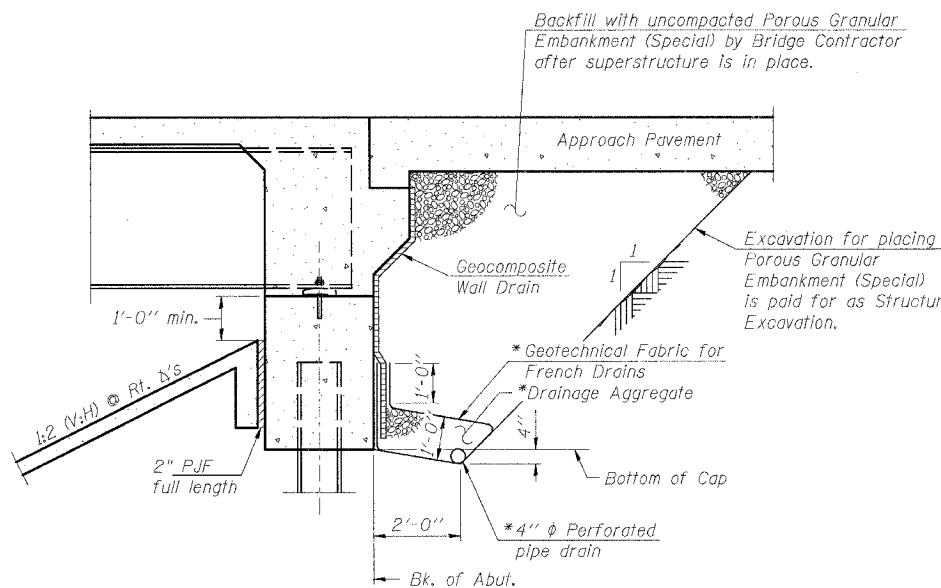 Backfill with uncompacted Porous Granular
Embankment (Special) by Bridge Contractor
after superstructure is in place.
Approach Pavement
Geocomposite
Wall Drain
1
1
Excavation for placing
Porous Granular
Embankment (Special)
is paid for as Structur
Excavation.
1'-0" min.
*Geotechnical Fabric for
French Drains
*Drainage Aggregate
1'-0"
1'-0"
4"
1:2 (V:H) @ Rt. ∆'s
2" PJF
full length
Bottom of Cap
2'-0"
*4" ϕ Perforated
pipe drain
Bk. of Abut.